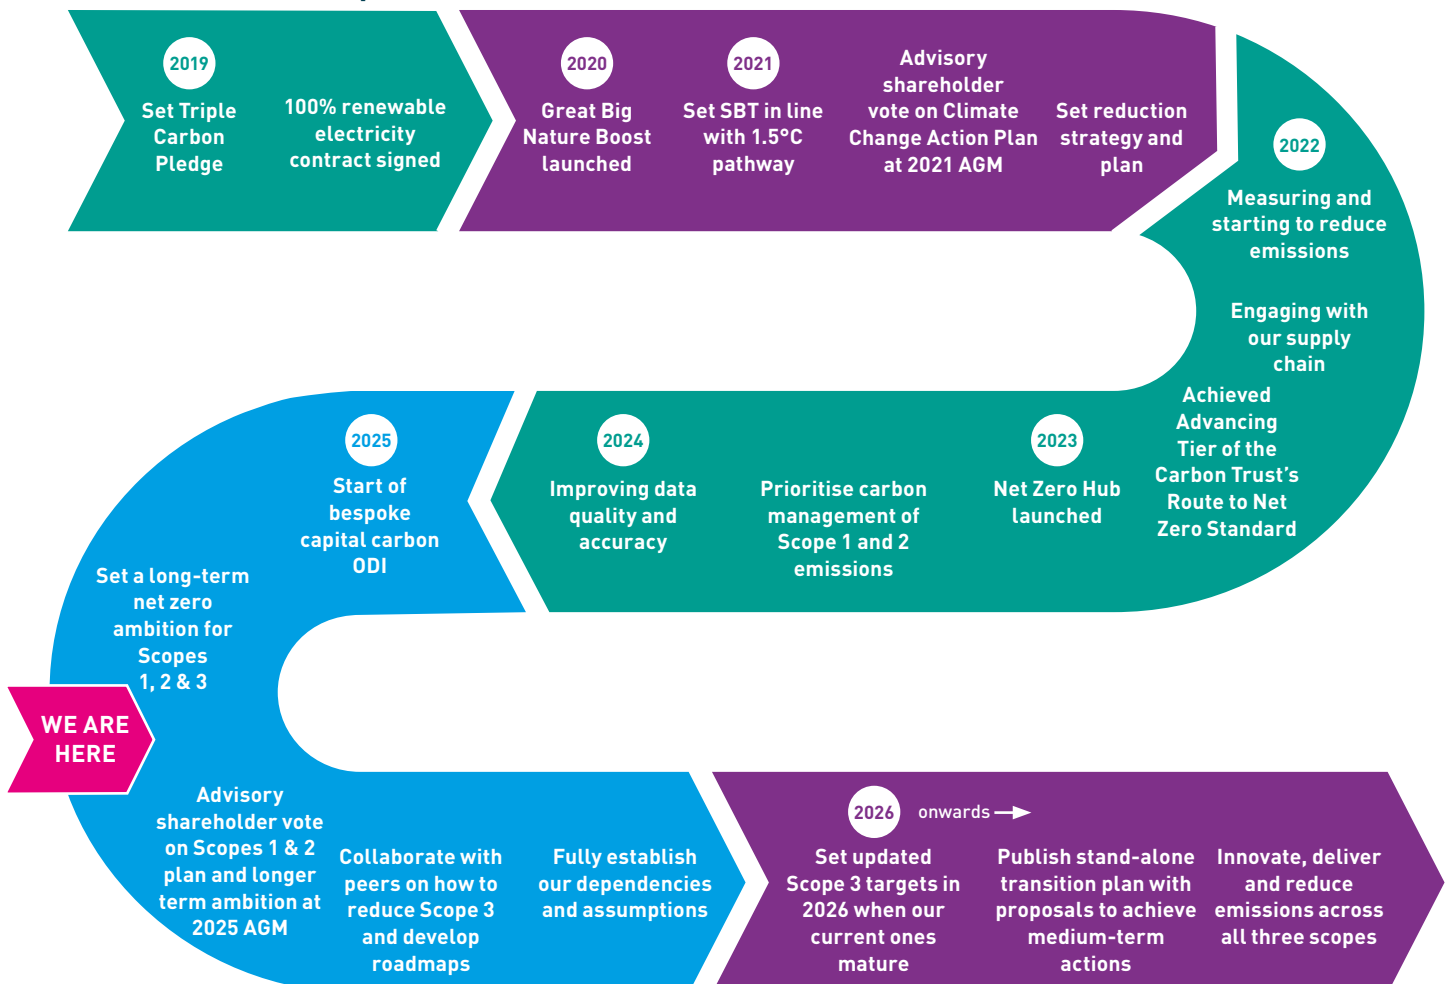 2019
Set Triple
Carbon
Pledge
100% renewable
electricity
contract signed
2020
Great Big
Nature Boost
launched
2021
Set SBT in line
with 1.5°C
pathway
Advisory
shareholder
vote on Climate
Change Action Plan
at 2021 AGM
Set reduction
strategy and
plan
2022
Measuring and
starting to reduce
emissions
Engaging with
our supply
chain
Achieved
Advancing
Tier of the
Carbon Trust’s
Route to Net
Zero Standard
2023
Net Zero Hub
launched
Prioritise carbon
management of
Scope 1 and 2
emissions
2024
Improving data
quality and
accuracy
2025
Start of
bespoke
capital carbon
ODI
Set a long-term
net zero
ambition for
Scopes
1, 2 & 3
WE ARE
HERE
Advisory
shareholder vote
on Scopes 1 & 2
plan and longer
term ambition at
2025 AGM
Collaborate with
peers on how to
reduce Scope 3
and develop
roadmaps
Fully establish
our dependencies
and assumptions
2026 onwards
Set updated
Scope 3 targets in
2026 when our
current ones
mature
Publish stand-alone
transition plan with
proposals to achieve
medium-term
actions
Innovate, deliver
and reduce
emissions across
all three scopes